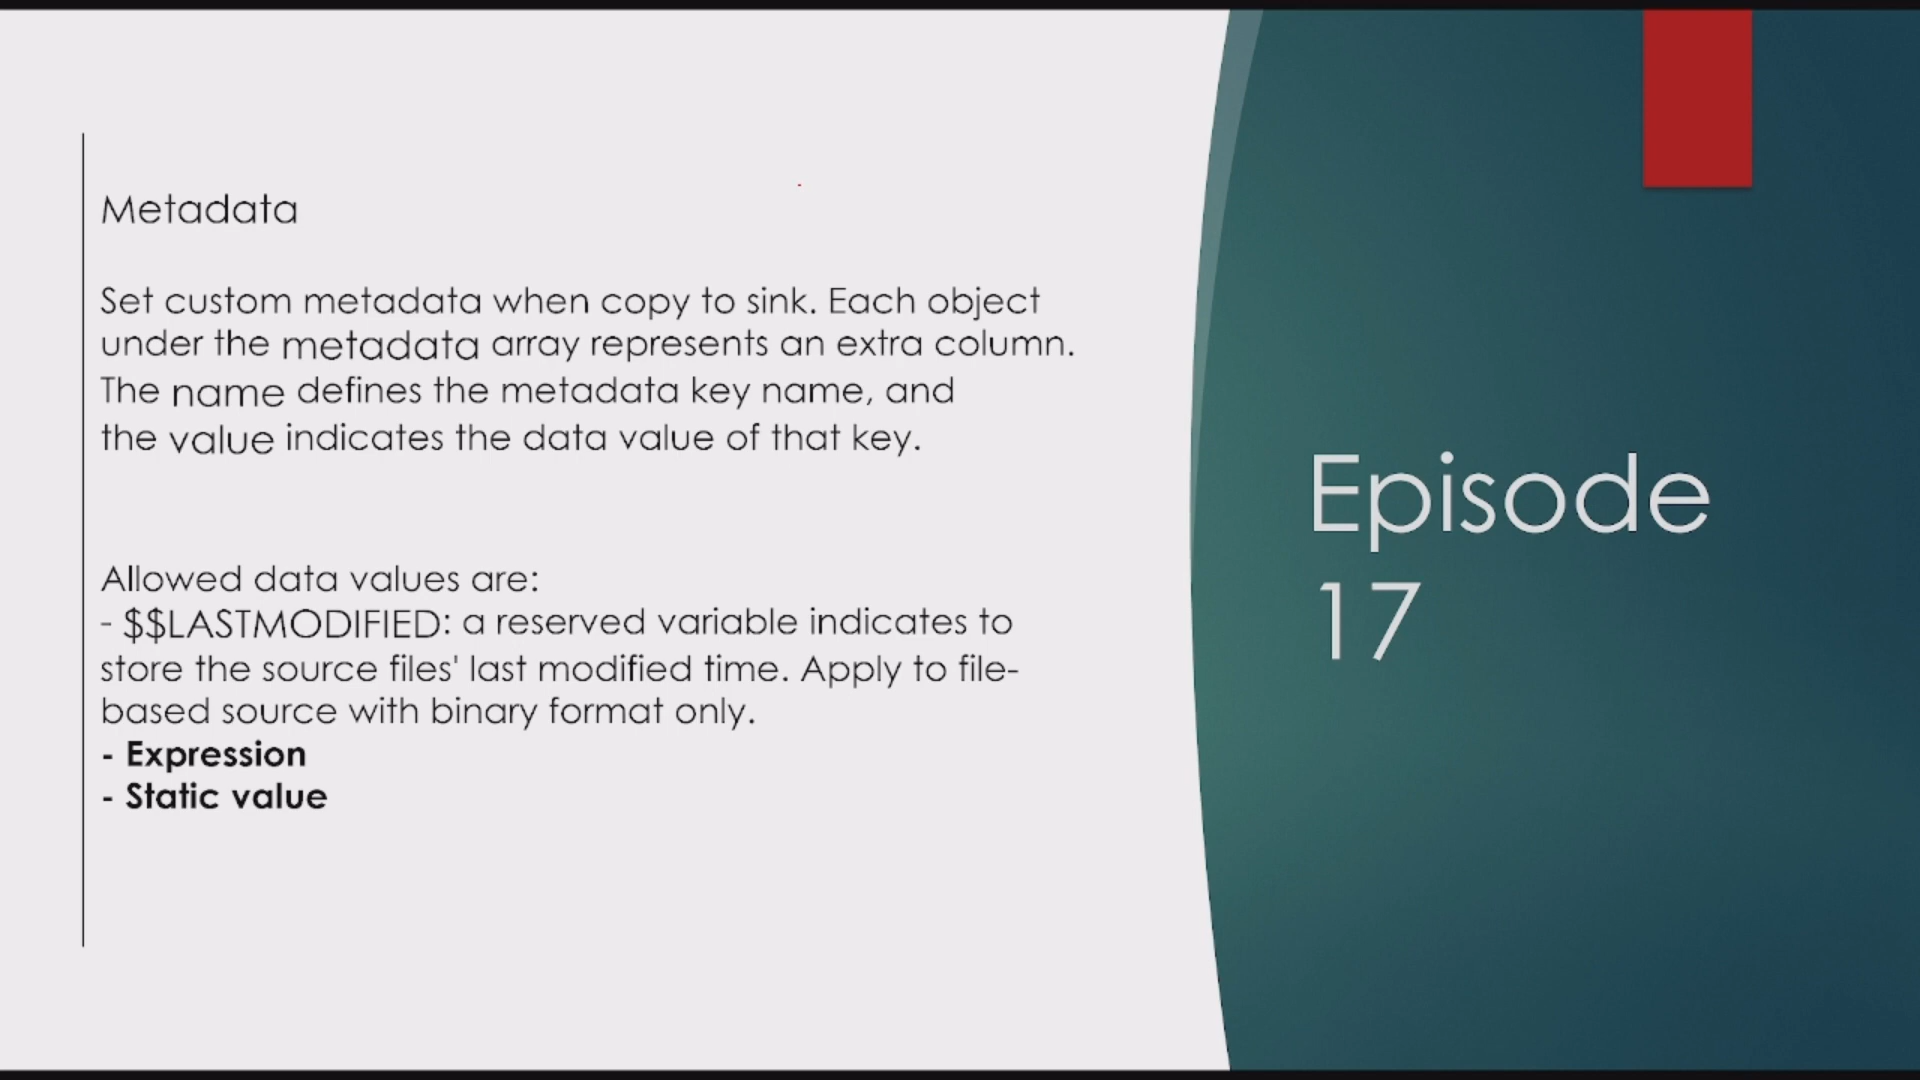 Metadata
Set custom metadata when copy to sink. Each object
under the metadata array represents an extra column.
The name defines the metadata key name, and
the value indicates the data value of that key.
Allowed data values are:
- $$LASTMODIFIED: a reserved variable indicates to
store the source files' last modified time. Apply to file-
based source with binary format only.
- Expression
- Static value
Episode
17